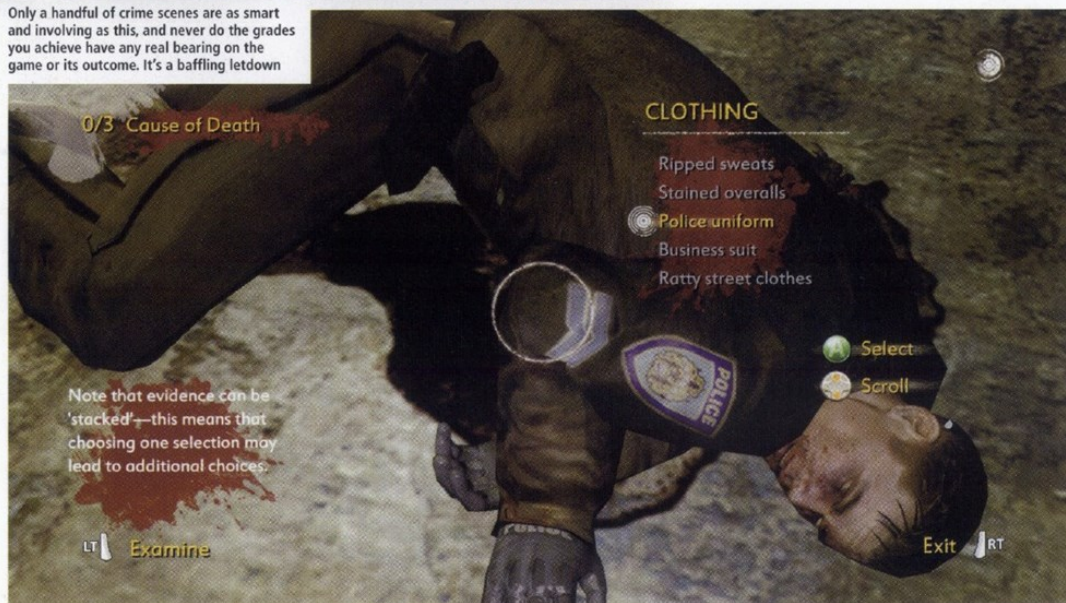 Only a handful of crime scenes are as smart
and involving as this, and never do the grades
you achieve have any real bearing on the
game or its outcome. It's a baffling letdown
0/3 Cause of Death
CLOTHING
Ripped sweats
Stained overalls
Police uniform
Business suit
Ratty street clothes
POLICE
A Select
Scroll
Note that evidence can be
'stacked'—this means that
choosing one selection may
lead to additional choices.
LT Examine
Exit RT